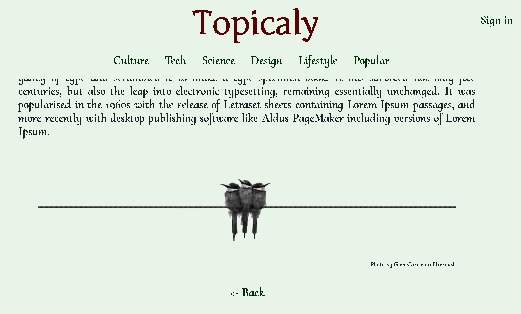 Topicaly
Sign in
Culture Tech Science Design Lifestyle Popular
centuries, but also the leap into electronic typesetting, remaining essentially unchanged. It was
popularised in the 1960s with the release of Letraset sheets containing Lorem Ipsum passages, and
more recently with desktop publishing software like Aldus PageMaker including versions of Lorem
Ipsum.
<- Back